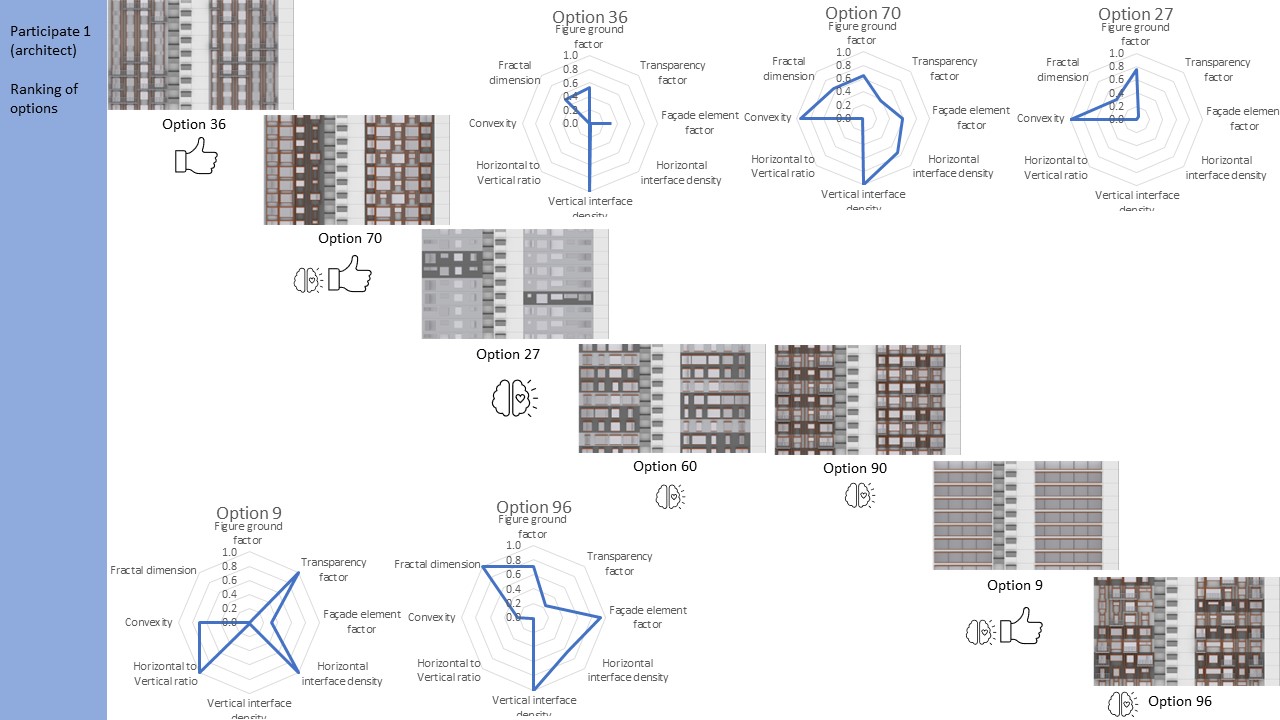 Participate 1
(architect)
Ranking of
options
Option 36
Option 70
Option 27
Option 60
Option 90
Option 9
Option 96
Option 36
Figure ground
factor
Transparency
factor
Façade element
factor
Horizontal
interface density
Vertical interface
density
Horizontal to
Vertical ratio
Convexity
Fractal
dimension
1.0
0.8
0.6
0.4
0.2
0.0
Option 70
Figure ground
factor
Transparency
factor
Façade element
factor
Horizontal
interface density
Vertical interface
density
Horizontal to
Vertical ratio
Convexity
Fractal
dimension
1.0
0.8
0.6
0.4
0.2
0.0
Option 27
Figure ground
factor
Transparency
factor
Façade elemen
factor
Horizontal
interface density
Vertical interface
density
Horizontal to
Vertical ratio
Convexity
Fractal
dimension
1.0
0.8
0.6
0.4
0.2
0.0
Option 9
Figure ground
factor
Transparency
factor
Façade element
factor
Horizontal
interface density
Vertical interface
density
Horizontal to
Vertical ratio
Convexity
Fractal dimension
1.0
0.8
0.6
0.4
0.2
0.0
Option 96
Figure ground
factor
Transparency
factor
Façade element
factor
Horizontal
interface density
Vertical interface
density
Horizontal to
Vertical ratio
Convexity
Fractal dimension
1.0
0.8
0.6
0.4
0.2
0.0